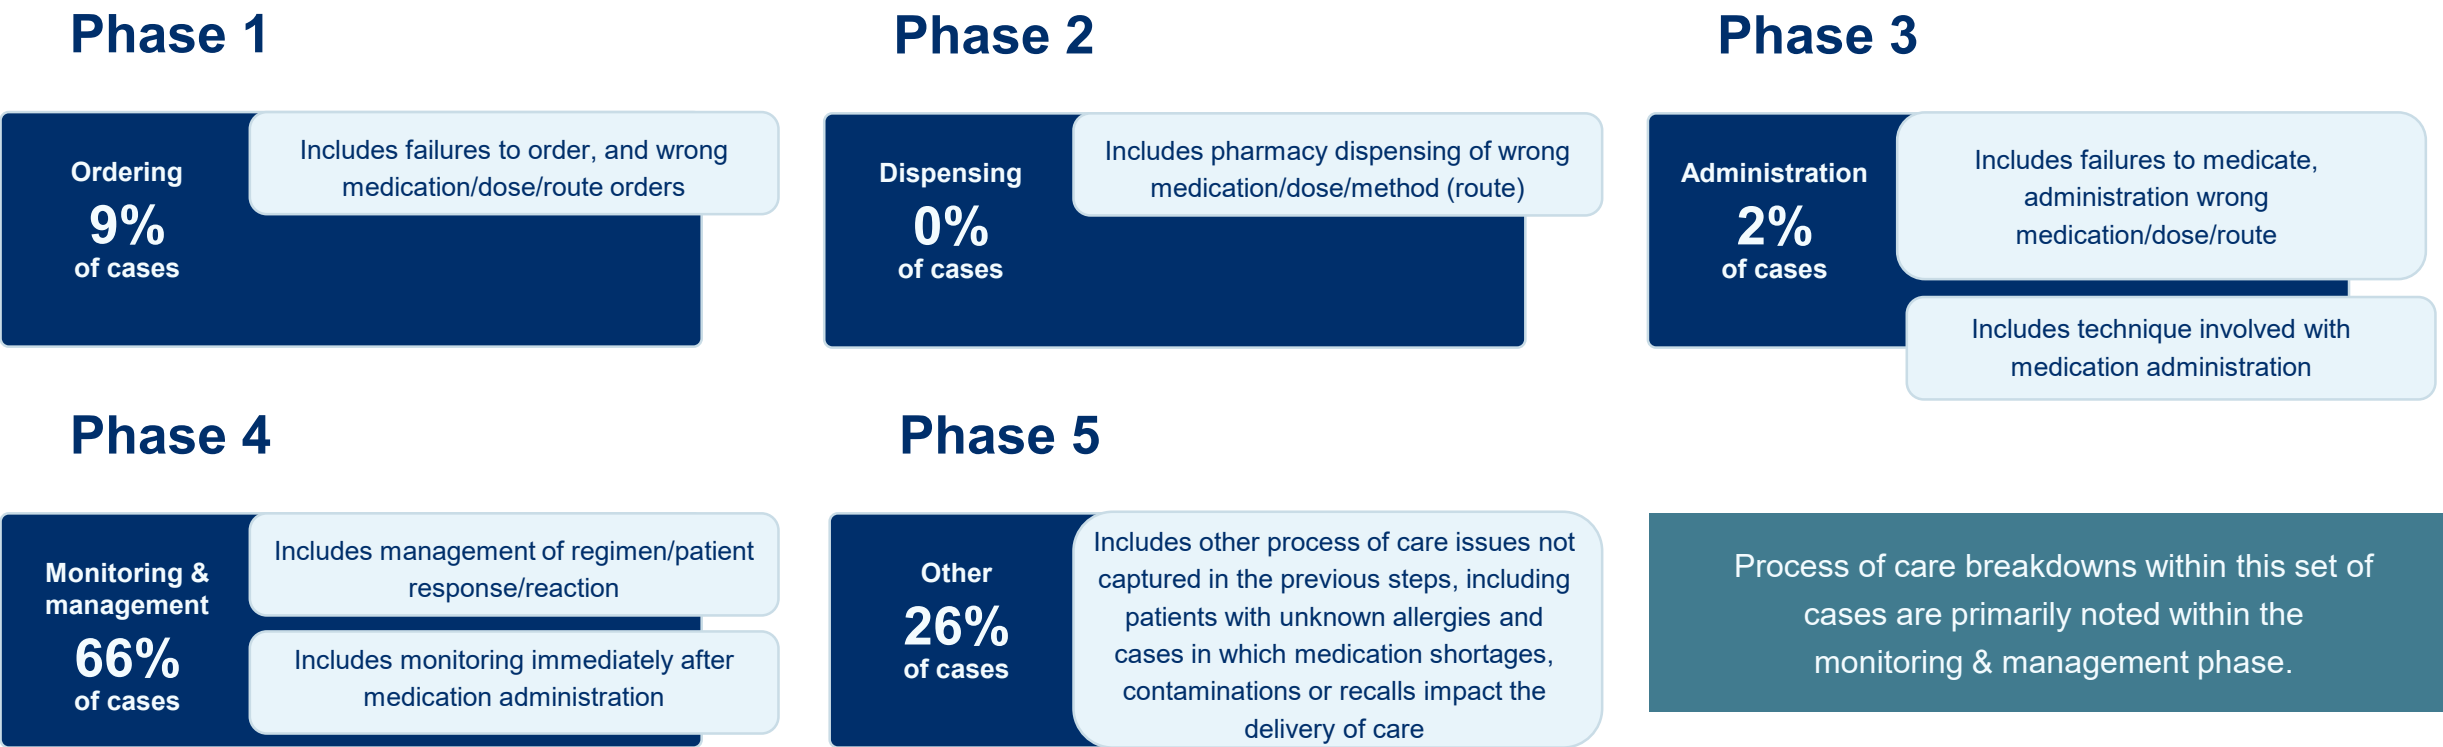 Phase 1
Ordering
9%
of cases
Includes failures to order, and wrong
medication/dose/route orders
Phase 2
Dispensing
0%
of cases
Includes pharmacy dispensing of wrong
medication/dose/method (route)
Phase 3
Administration
2%
of cases
Includes failures to medicate,
administration wrong
medication/dose/route
Includes technique involved with
medication administration
Phase 4
Monitoring &
management
66%
of cases
Includes management of regimen/patient
response/reaction
Includes monitoring immediately after
medication administration
Phase 5
Other
26%
of cases
Includes other process of care issues not
captured in the previous steps, including
patients with unknown allergies and
cases in which medication shortages,
contaminations or recalls impact the
delivery of care
Process of care breakdowns within this set of
cases are primarily noted within the
monitoring & management phase.